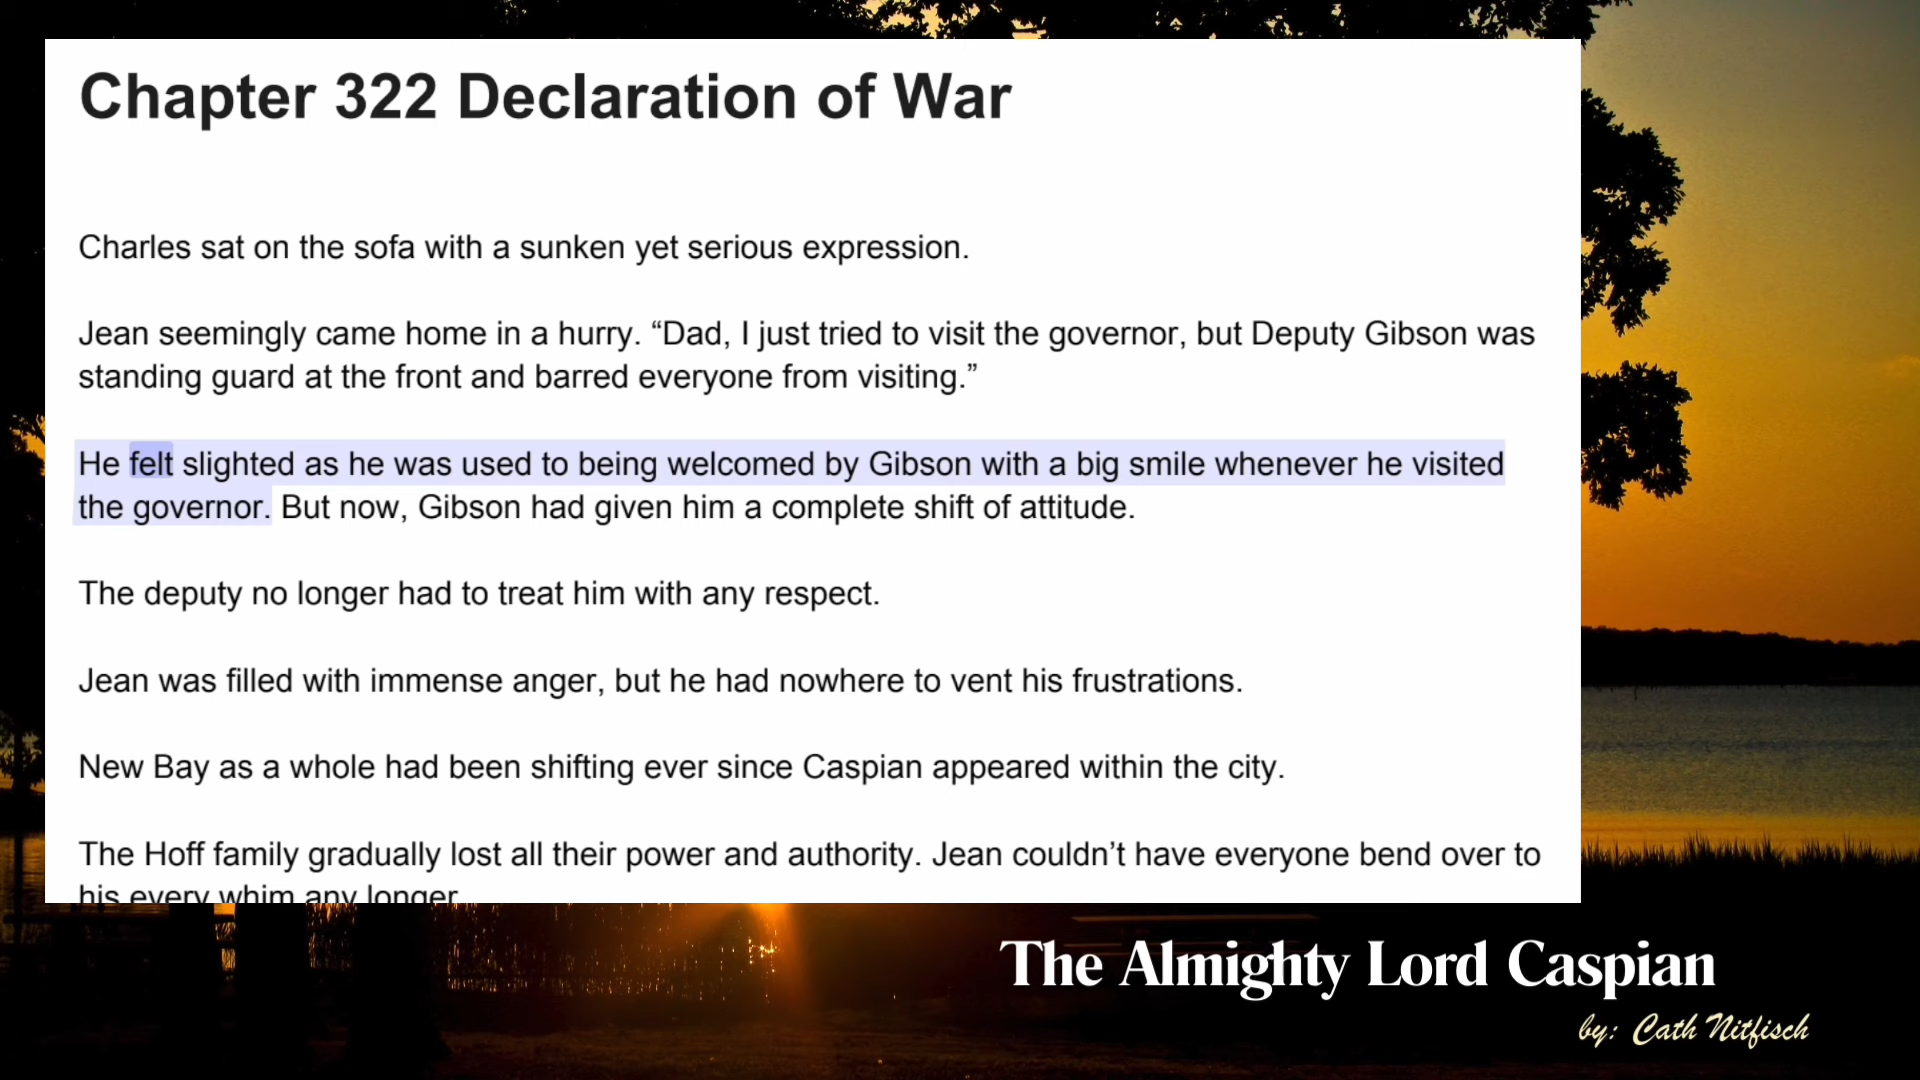 Chapter 322 Declaration of War
Charles sat on the sofa with a sunken yet serious expression.
Jean seemingly came home in a hurry. “Dad, I just tried to visit the governor, but Deputy Gibson was
standing guard at the front and barred everyone from visiting.”
He felt slighted as he was used to being welcomed by Gibson with a big smile whenever he visited
the governor. But now, Gibson had given him a complete shift of attitude.
The deputy no longer had to treat him with any respect.
Jean was filled with immense anger, but he had nowhere to vent his frustrations.
New Bay as a whole had been shifting ever since Caspian appeared within the city.
The Hoff family gradually lost all their power and authority. Jean couldn’t have everyone bend over to
his every whim any longer.
The Almighty Lord Caspian
by: Cath Nitfisch